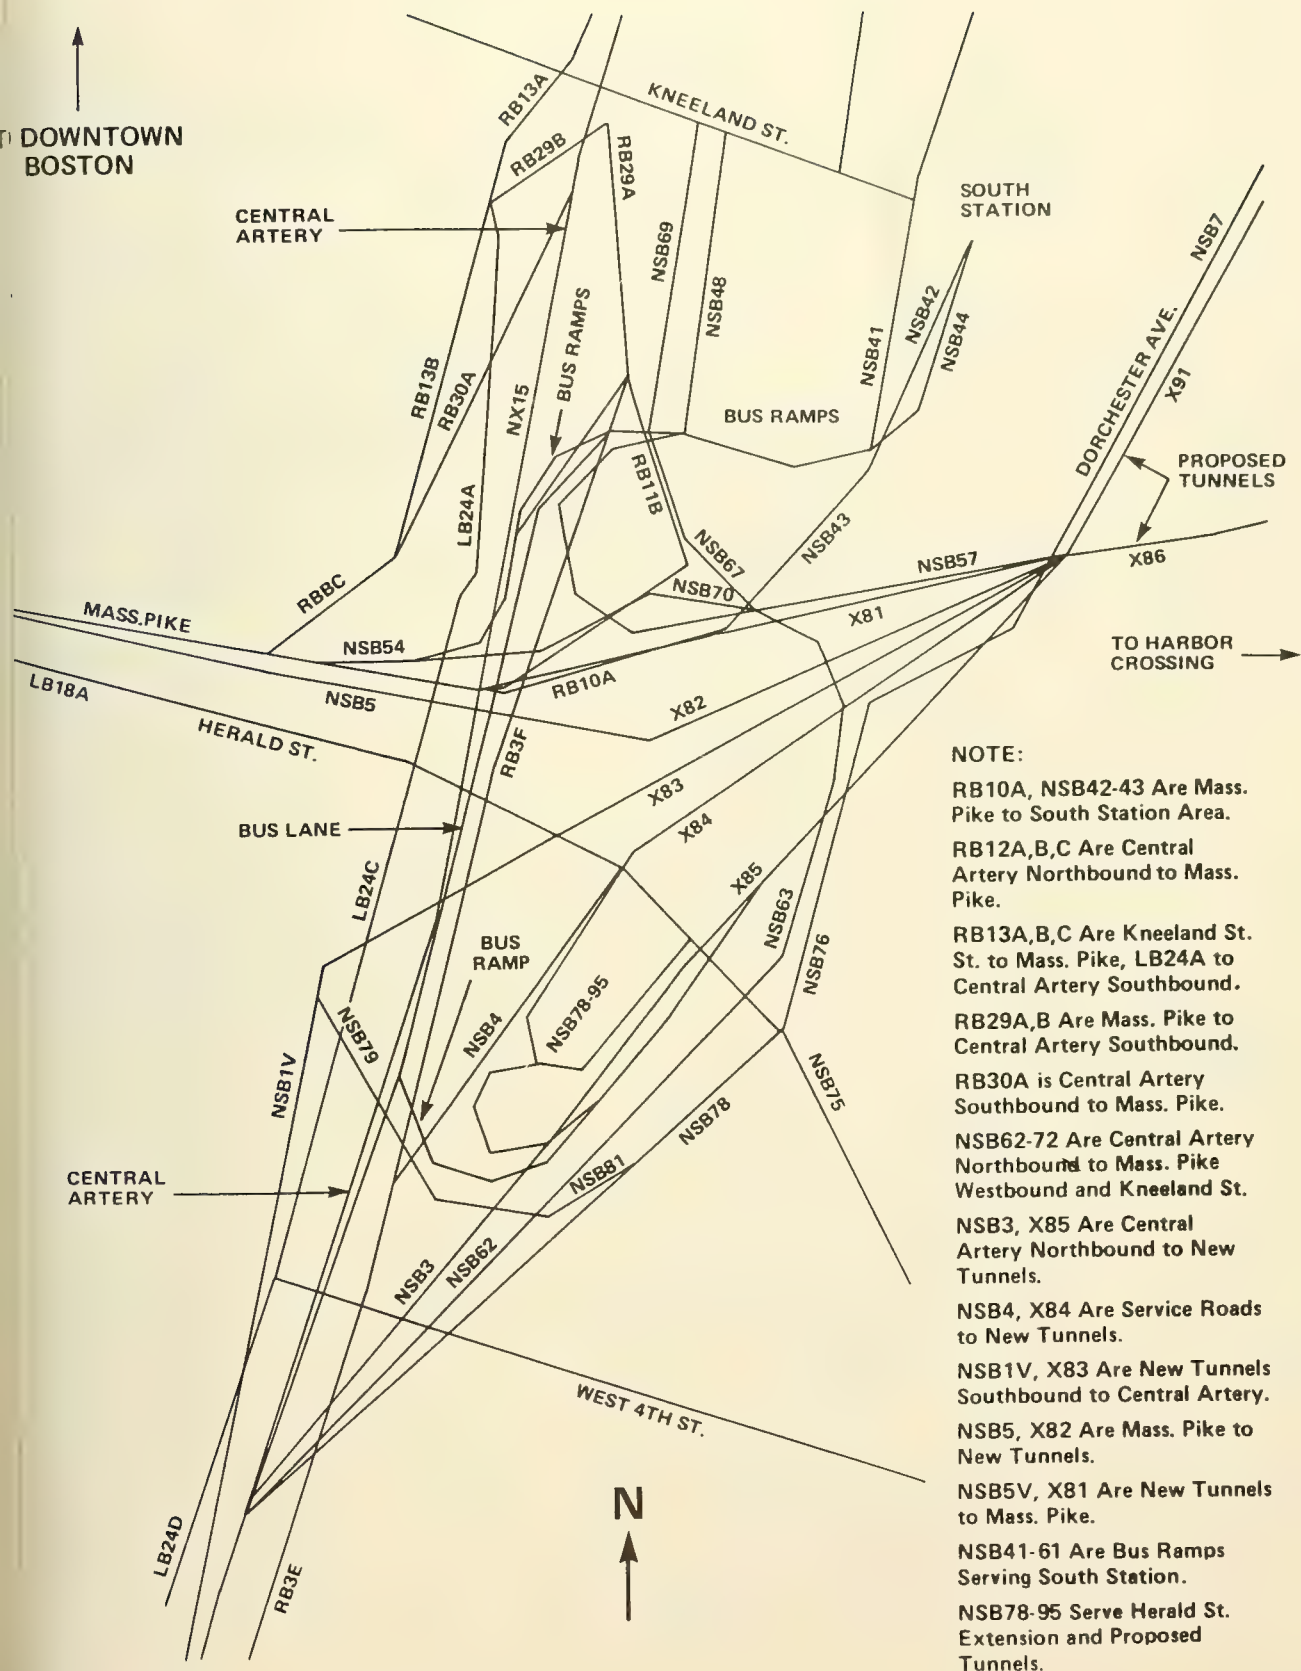 DOWNTOWN
BOSTON
RB13A
KNEELAND ST.
RB29B
RB29A
CENTRAL
ARTERY
SOUTH
STATION
NSB69
NSB48
NSB7
BUS RAMPS
NSB42
NSB44
NSB41
DORCHESTER AVE.
X91
RB13B
RB30A
NX15
BUS RAMPS
LB24A
RB11B
PROPOSED
TUNNELS
NSB43
NSB67
NSB57
X86
RBBC
NSB70
MASS.PIKE
X81
NSB54
TO HARBOR
CROSSING
LB18A
NSB5
RB10A
X82
HERALD ST.
RB3F
X83
BUS LANE
X84
LB24C
X85
NSB63
BUS
RAMP
NSB76
NSB4
NSB78-95
NSB79
NSB1V
NSB75
NSB78
CENTRAL
ARTERY
NSB81
NSB3
NSB62
WEST 4TH ST.
N
LB24D
RB3E
NOTE:
RB10A, NSB42-43 Are Mass.
Pike to South Station Area.
RB12A,B,C Are Central
Artery Northbound to Mass.
Pike.
RB13A,B,C Are Kneeland St.
St. to Mass. Pike, LB24A to
Central Artery Southbound.
RB29A,B Are Mass. Pike to
Central Artery Southbound.
RB30A is Central Artery
Southbound to Mass. Pike.
NSB62-72 Are Central Artery
Northbound to Mass. Pike
Westbound and Kneeland St.
NSB3, X85 Are Central
Artery Northbound to New
Tunnels.
NSB4, X84 Are Service Roads
to New Tunnels.
NSB1V, X83 Are New Tunnels
Southbound to Central Artery.
NSB5, X82 Are Mass. Pike to
New Tunnels.
NSB5V, X81 Are New Tunnels
to Mass. Pike.
NSB41-61 Are Bus Ramps
Serving South Station.
NSB78-95 Serve Herald St.
Extension and Proposed
Tunnels.